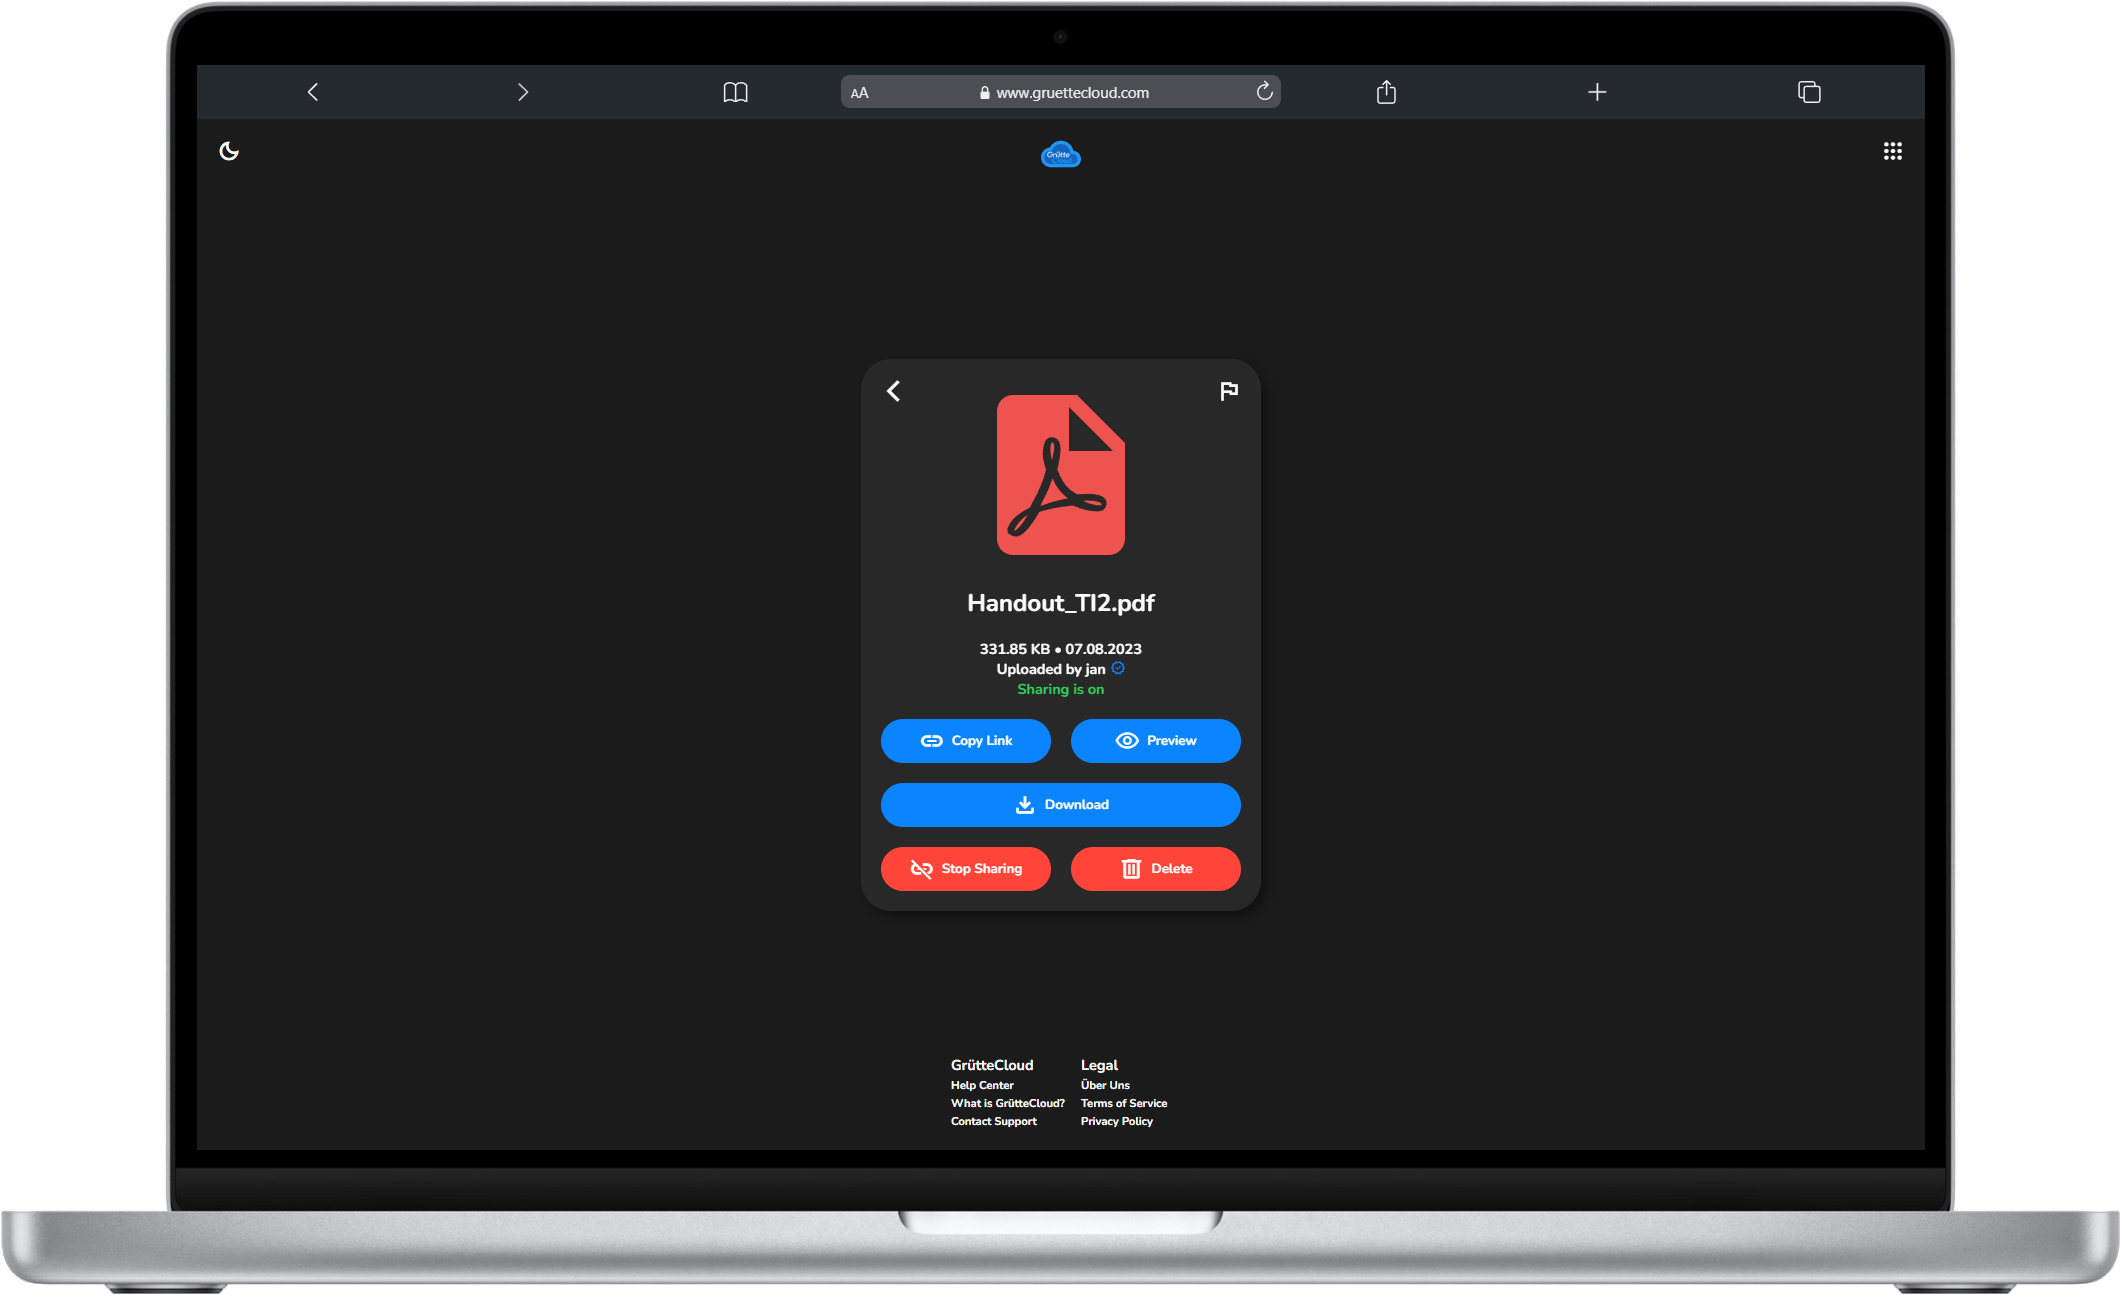 AA www.gruettecloud.com
Grütte
Cloud
Handout_TI2.pdf
331.85 KB • 07.08.2023
Uploaded by jan
Sharing is on
Copy Link Preview
Download
Stop Sharing Delete
GrütteCloud Legal
Help Center Über Uns
What is GrütteCloud? Terms of Service
Contact Support Privacy Policy